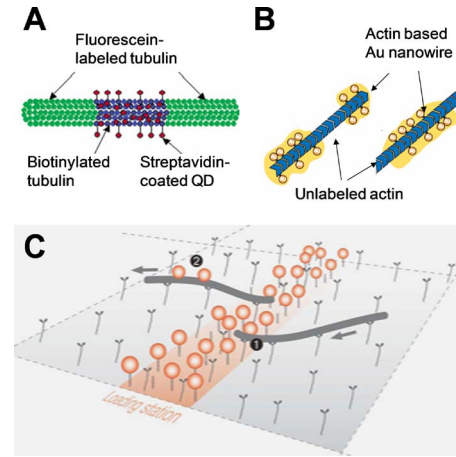 A
Fluorescein-
labeled tubulin
Biotinylated
tubulin
Streptavidin-
coated QD
B
Actin based
Au nanowire
Unlabeled actin
C
2
1
Loading station